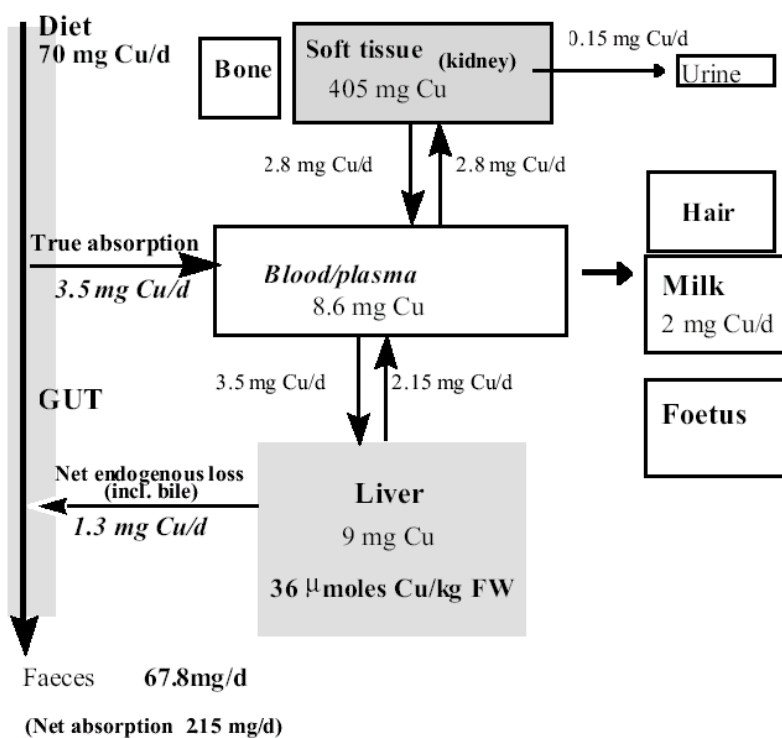 Diet
70 mg Cu/d
Bone
Soft tissue (kidney)
405 mg Cu
0.15 mg Cu/d
Urine
2.8 mg Cu/d
2.8 mg Cu/d
True absorption
3.5 mg Cu/d
Blood/plasma
8.6 mg Cu
Hair
Milk
2 mg Cu/d
Foetus
3.5 mg Cu/d
2.15 mg Cu/d
GUT
Net endogenous loss
(incl. bile)
1.3 mg Cu/d
Liver
9 mg Cu
36 μmoles Cu/kg FW
Faeces 67.8mg/d
(Net absorption 215 mg/d)